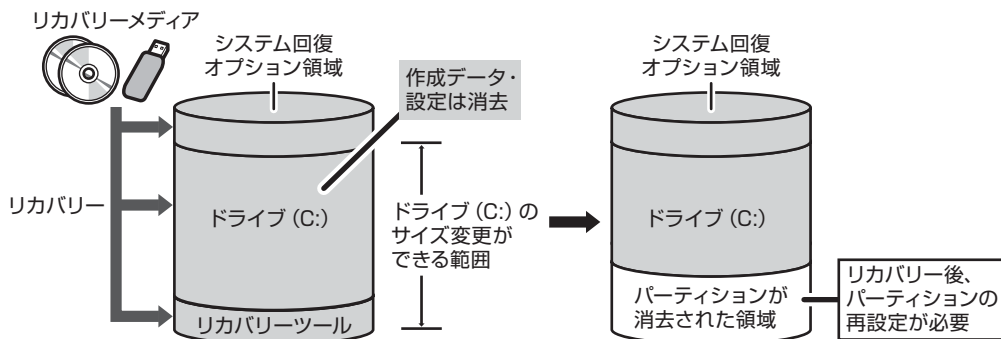 リカバリーメディア
システム回復
オプション領域
作成データ・
設定は消去
リカバリー
ドライブ（C:）
ドライブ（C:）の
サイズ変更が
できる範囲
リカバリーツール
システム回復
オプション領域
ドライブ（C:）
パーティションが
消去された領域
リカバリー後、
パーティションの
再設定が必要